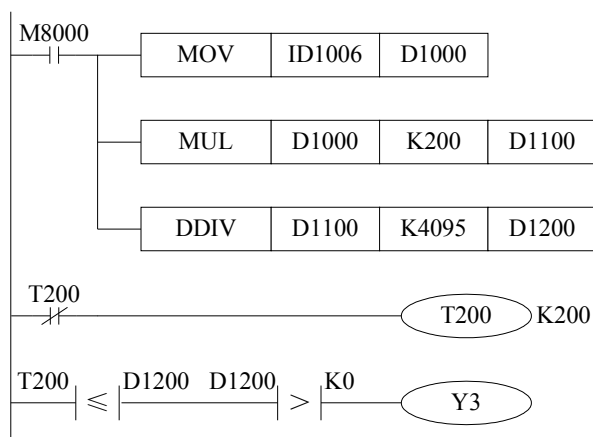 M8000
MOV ID1006 D1000
MUL D1000 K200 D1100
DDIV D1100 K4095 D1200
T200
T200 K200
T200 ≤ D1200 D1200 > K0 Y3